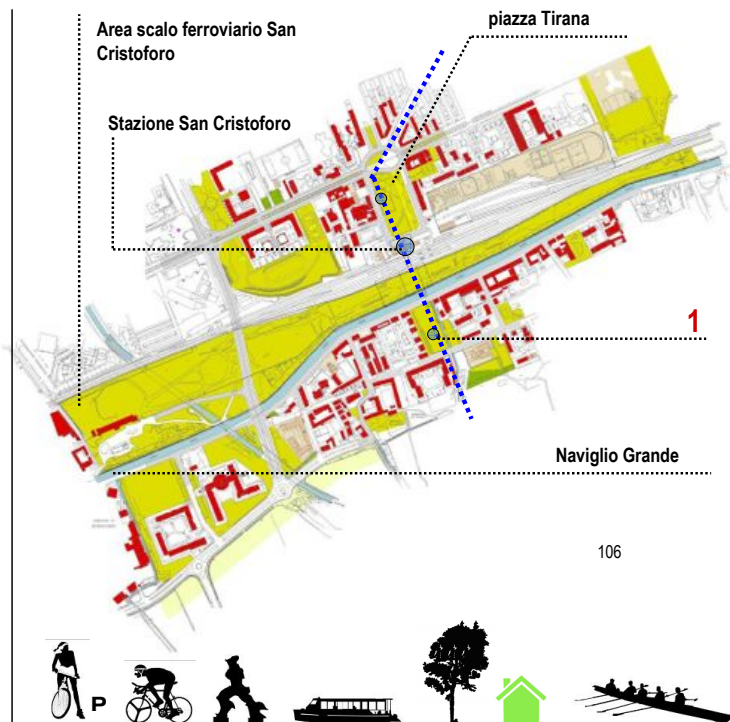 piazza Tirana
Area scalo ferroviario San
Cristoforo
Stazione San Cristoforo
1
Naviglio Grande
106
P